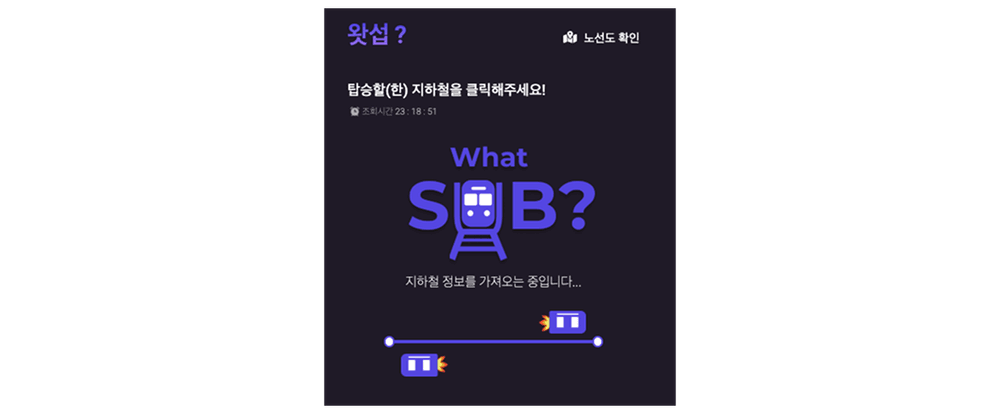 왓섭 ?
노선도 확인
탑승할(한) 지하철을 클릭해주세요!
조회시간 23 : 18 : 51
What
SUB?
지하철 정보를 가져오는 중입니다...